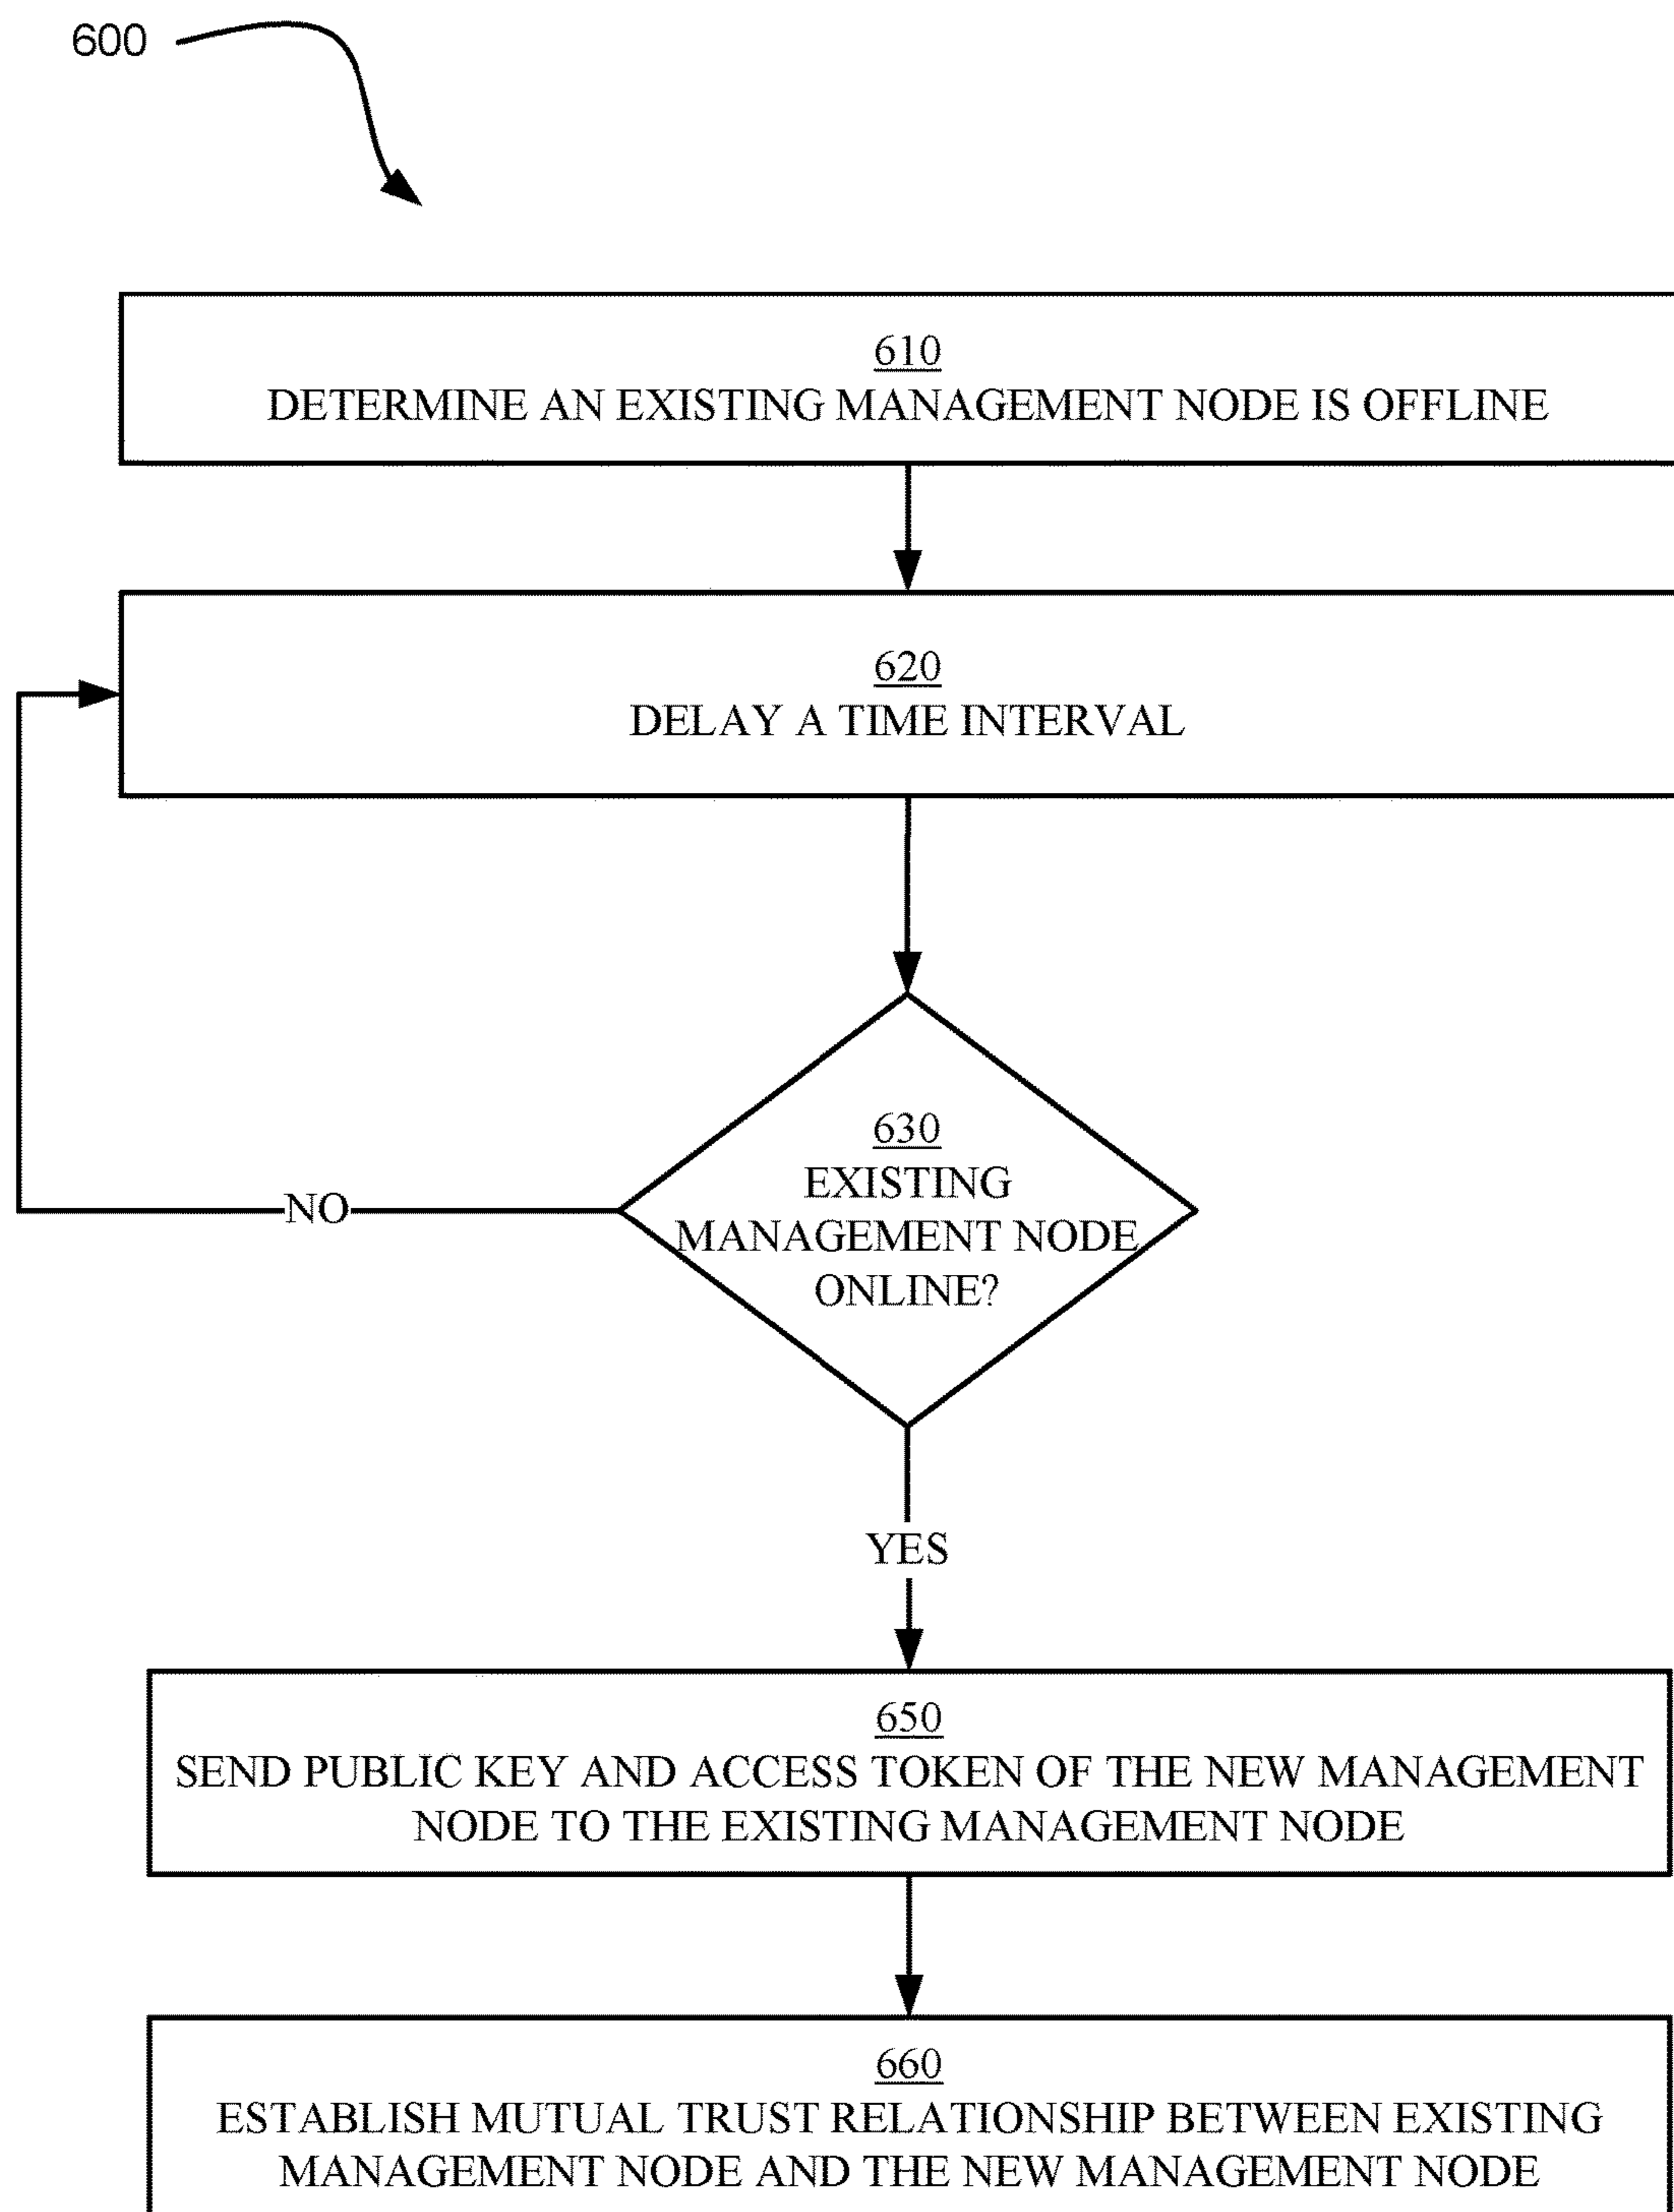 600
610
DETERMINE AN EXISTING MANAGEMENT NODE IS OFFLINE
620
DELAY A TIME INTERVAL
630
EXISTING
MANAGEMENT NODE
ONLINE?
NO
YES
650
SEND PUBLIC KEY AND ACCESS TOKEN OF THE NEW MANAGEMENT
NODE TO THE EXISTING MANAGEMENT NODE
660
ESTABLISH MUTUAL TRUST RELATIONSHIP BETWEEN EXISTING
MANAGEMENT NODE AND THE NEW MANAGEMENT NODE